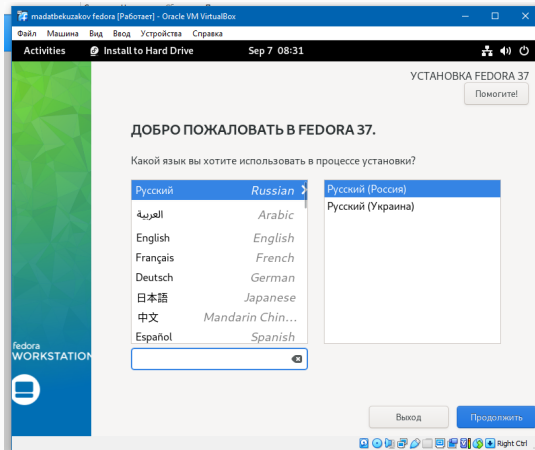 madatbekuzakov fedora [Работает] - Oracle VM VirtualBox
Файл Машина Вид Ввод Устройства Справка
Activities Install to Hard Drive Sep 7 08:31
УСТАНОВКА FEDORA 37
Помогите!
ДОБРО ПОЖАЛОВАТЬ В FEDORA 37.
Какой язык вы хотите использовать в процессе установки?
Русский Russian
العربية Arabic
English English
Français French
Deutsch German
日本語 Japanese
中文 Mandarin Chin...
Español Spanish
Русский (Россия)
Русский (Украина)
fedora
WORKSTATION
Выход
Продолжить
Right Ctrl